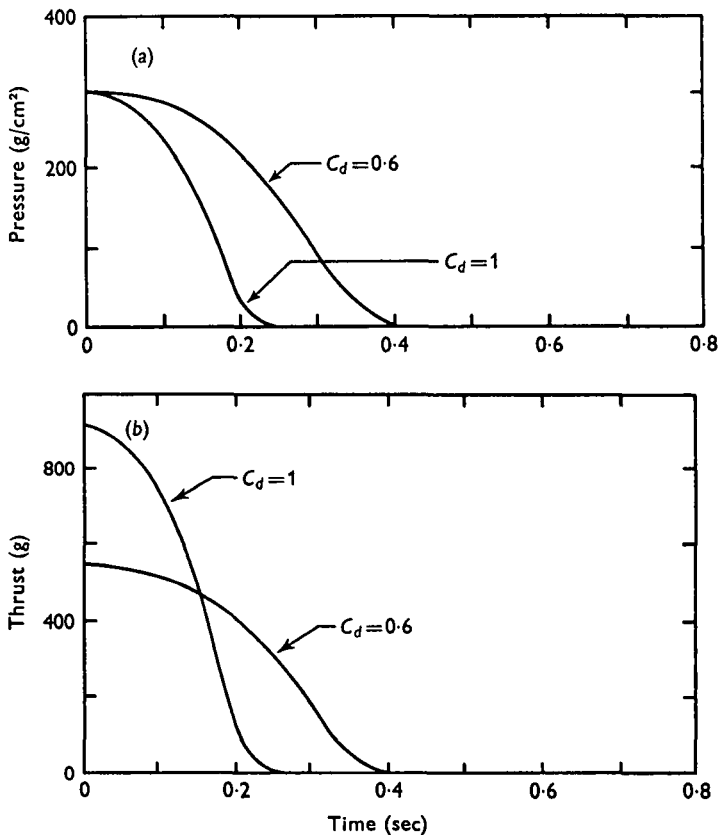 400
(a)
Pressure (g/cm²)
C_d=0·6
200
C_d=1
0
0 0·2 0·4 0·6 0·8
(b)
C_d=1
800
Thrust (g)
400
C_d=0·6
0
0 0·2 0·4 0·6 0·8
Time (sec)